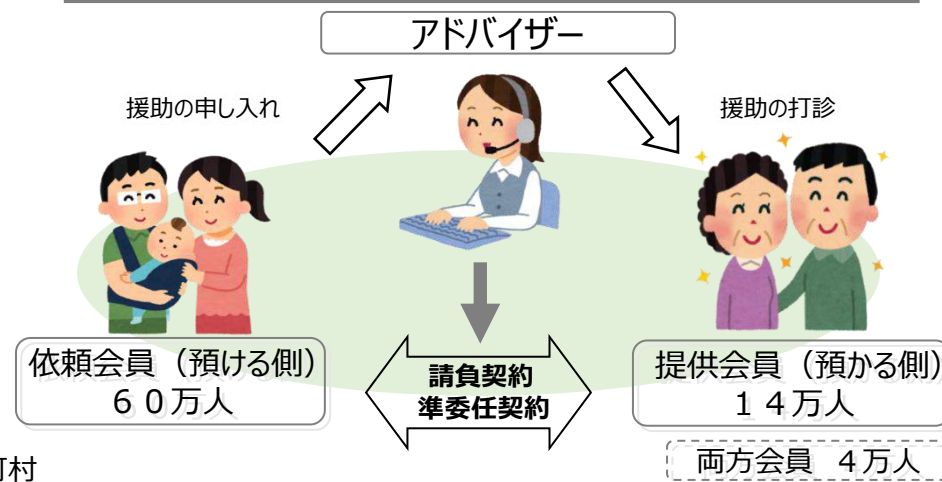 アドバイザー
援助の申し入れ
援助の打診
依頼会員（預ける側）
６０万人
請負契約
準委任契約
提供会員（預かる側）
１４万人
両方会員　４万人
町村